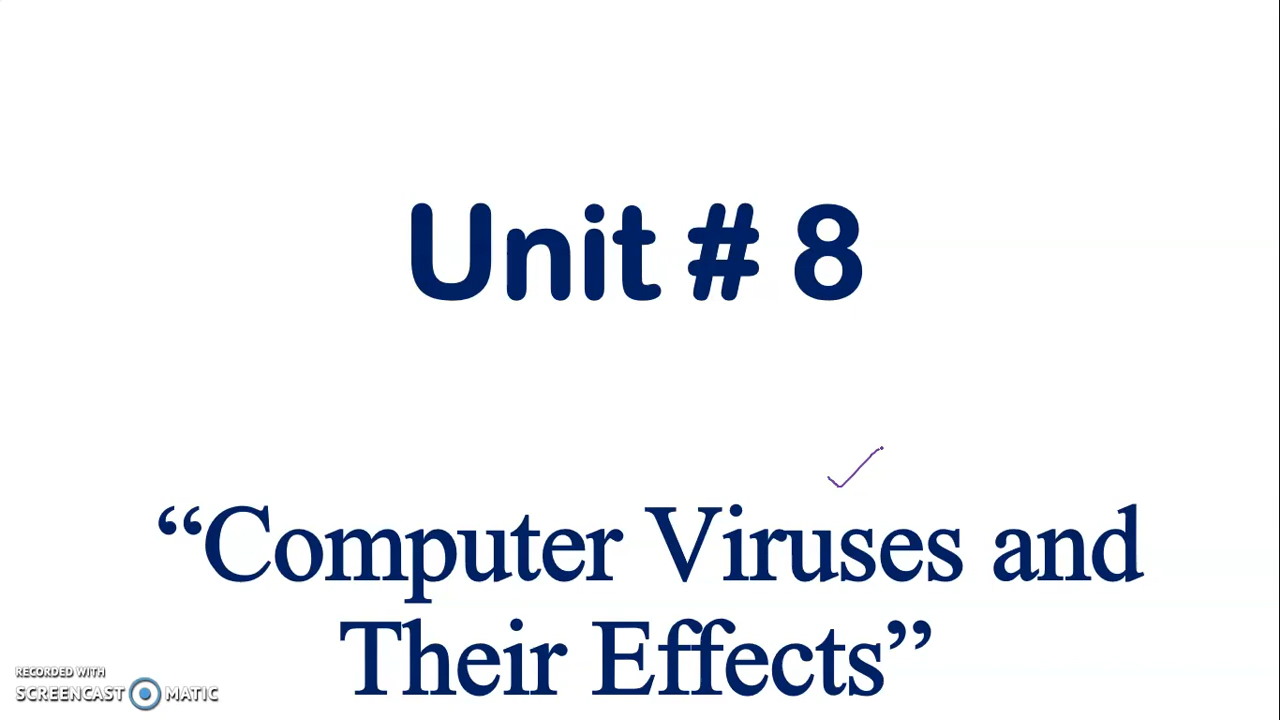 Unit # 8
“Computer Viruses and
Their Effects”
RECORDED WITH
SCREENCAST MATIC